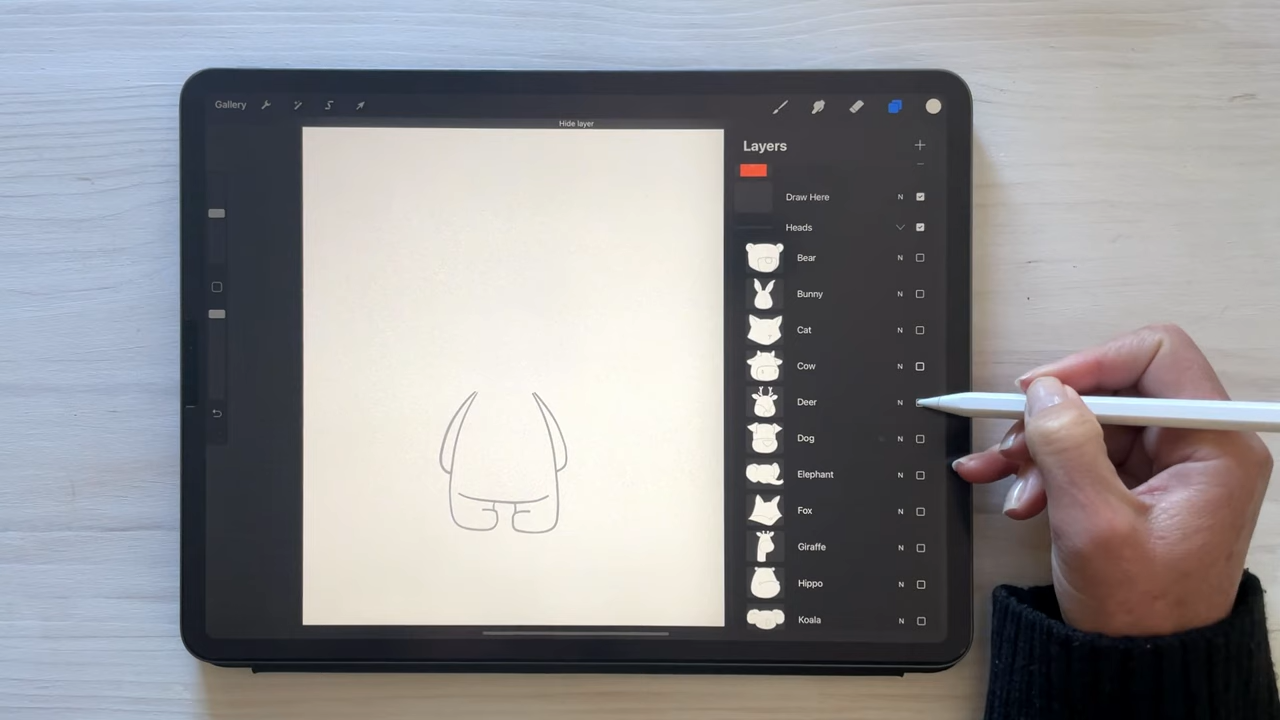 Gallery
Hide layer
Layers
Draw Here N
Heads
Bear N
Bunny N
Cat N
Cow N
Deer N
Dog N
Elephant N
Fox N
Giraffe N
Hippo N
Koala N